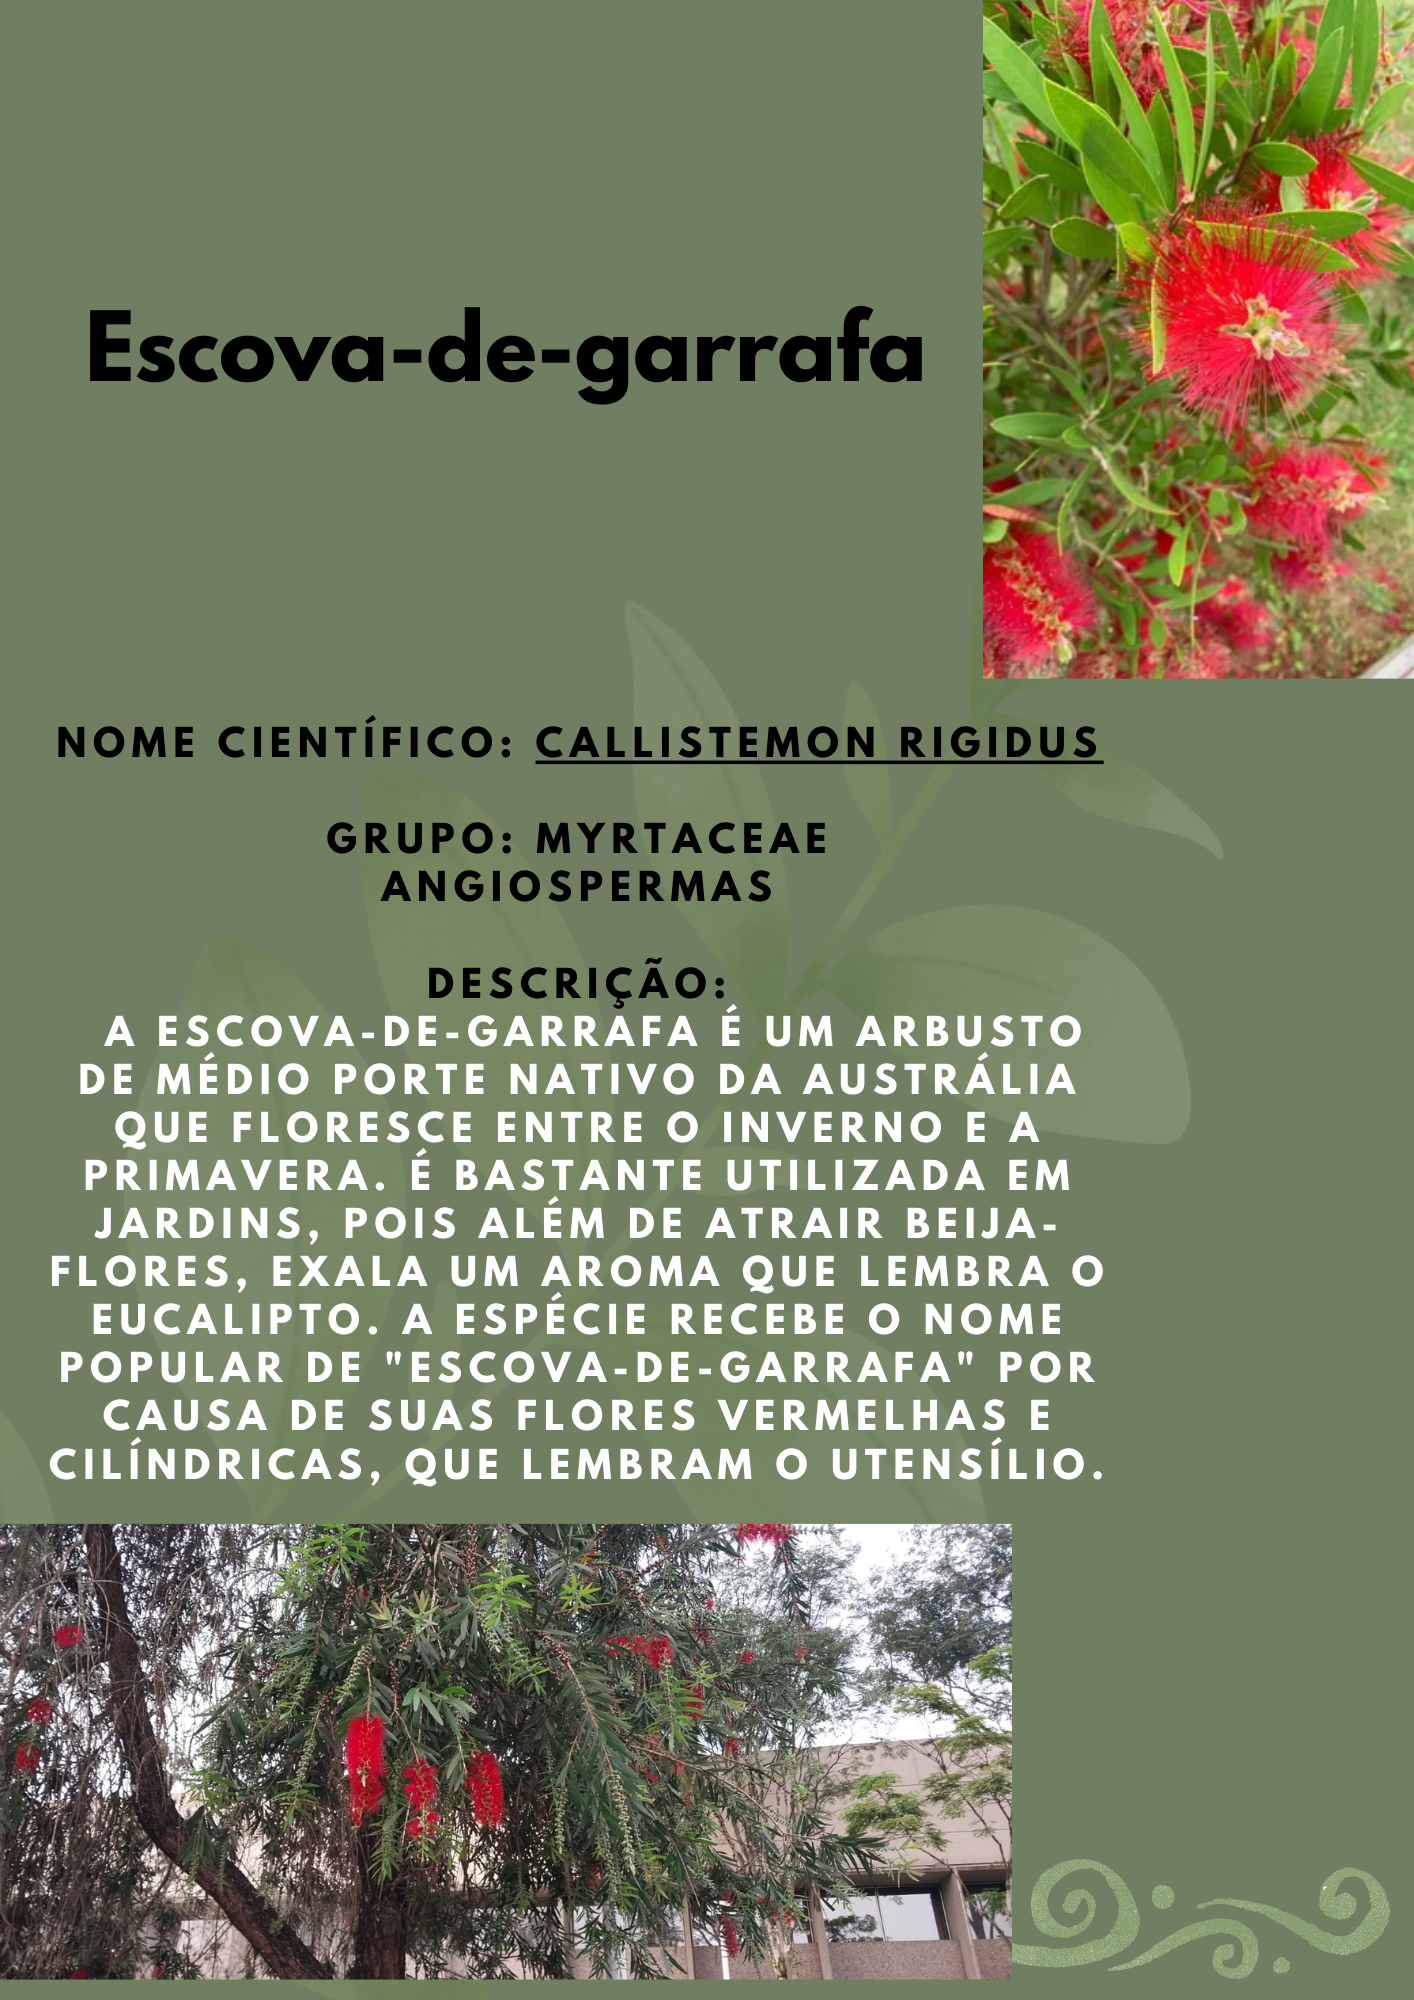 Escova-de-garrafa
NOME CIENTÍFICO: CALLISTEMON RIGIDUS
GRUPO: MYRTACEAE
ANGIOSPERMAS
DESCRIÇÃO:
A ESCOVA-DE-GARRAFA É UM ARBUSTO
DE MÉDIO PORTE NATIVO DA AUSTRÁLIA
QUE FLORESCE ENTRE O INVERNO E A
PRIMAVERA. É BASTANTE UTILIZADA EM
JARDINS, POIS ALÉM DE ATRAIR BEIJA-
FLORES, EXALA UM AROMA QUE LEMBRA O
EUCALIPTO. A ESPÉCIE RECEBE O NOME
POPULAR DE "ESCOVA-DE-GARRAFA" POR
CAUSA DE SUAS FLORES VERMELHAS E
CILÍNDRICAS, QUE LEMBRAM O UTENSÍLIO.